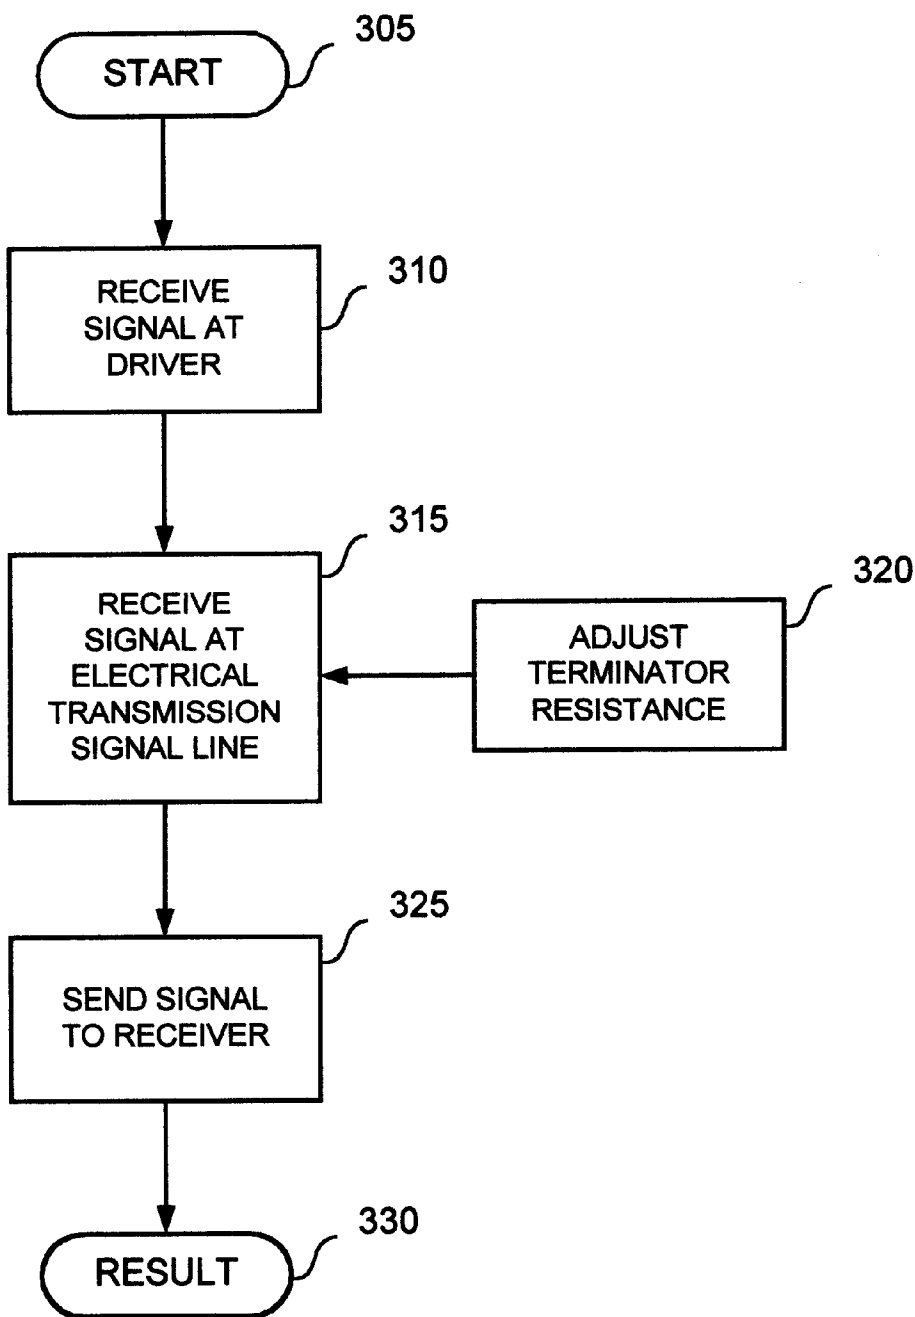 305
START
310
RECEIVE
SIGNAL AT
DRIVER
315
RECEIVE
SIGNAL AT
ELECTRICAL
TRANSMISSION
SIGNAL LINE
320
ADJUST
TERMINATOR
RESISTANCE
325
SEND SIGNAL
TO RECEIVER
330
RESULT